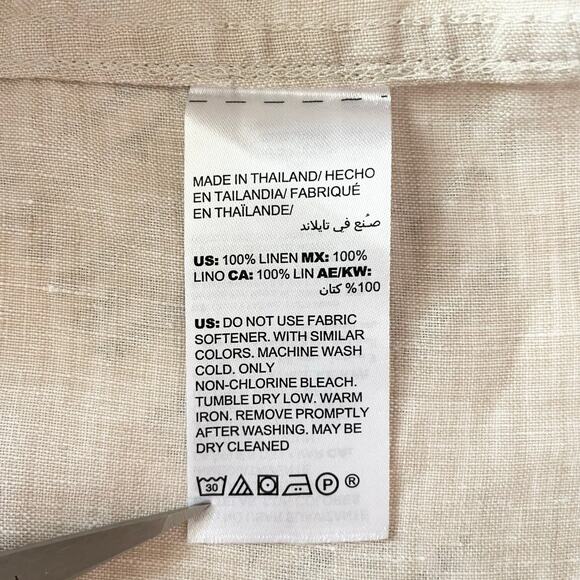 MADE IN THAILAND/ HECHO
EN TAILANDIA/ FABRIQUÉ
EN THAÏLANDE/
صُنع في تايلاند
US: 100% LINEN MX: 100%
LINO CA: 100% LIN AE/KW:
100% كتان
US: DO NOT USE FABRIC
SOFTENER. WITH SIMILAR
COLORS. MACHINE WASH
COLD. ONLY
NON-CHLORINE BLEACH.
TUMBLE DRY LOW. WARM
IRON. REMOVE PROMPTLY
AFTER WASHING. MAY BE
DRY CLEANED
30 P ®